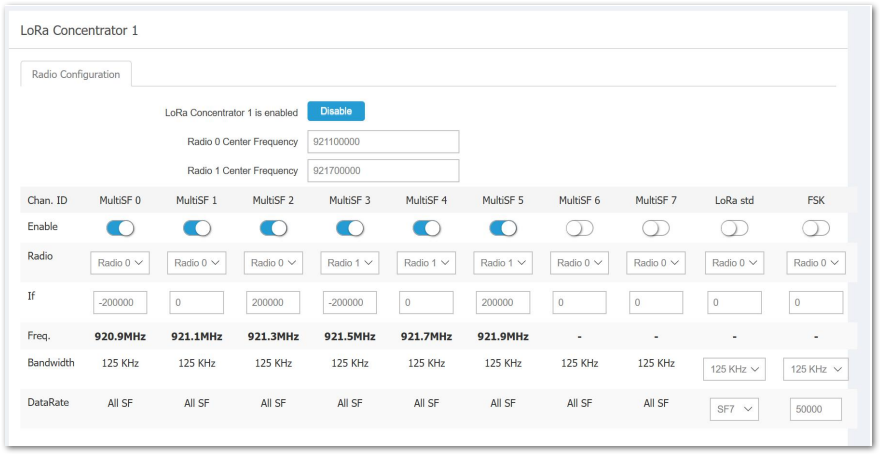 LoRa Concentrator 1
Radio Configuration
LoRa Concentrator 1 is enabled Disable
Radio 0 Center Frequency 921100000
Radio 1 Center Frequency 921700000
Chan. ID MultiSF 0 MultiSF 1 MultiSF 2 MultiSF 3 MultiSF 4 MultiSF 5 MultiSF 6 MultiSF 7 LoRa std FSK
Enable
Radio Radio 0 Radio 0 Radio 0 Radio 1 Radio 1 Radio 1 Radio 0 Radio 0 Radio 0 Radio 0
If -200000 0 200000 -200000 0 200000 0 0 0 0
Freq. 920.9MHz 921.1MHz 921.3MHz 921.5MHz 921.7MHz 921.9MHz - - - -
Bandwidth 125 KHz 125 KHz 125 KHz 125 KHz 125 KHz 125 KHz 125 KHz 125 KHz 125 KHz 125 KHz
DataRate All SF All SF All SF All SF All SF All SF All SF All SF SF7 50000